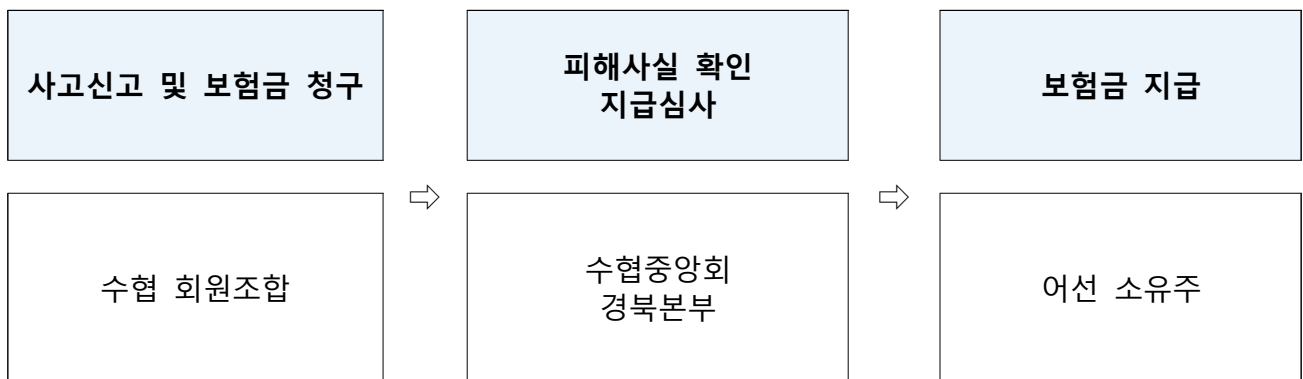 사고신고 및 보험금 청구
피해사실 확인
지급심사
보험금 지급
수협 회원조합
수협중앙회
경북본부
어선 소유주